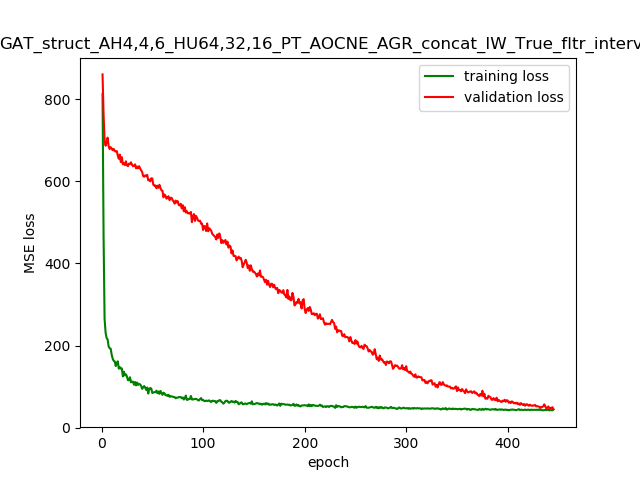 GAT_struct_AH4,4,6_HU64,32,16_PT_AOCNE_AGR_concat_IW_True_fltr_interv
training loss
validation loss
MSE loss
800
600
400
200
0
0 100 200 300 400
epoch